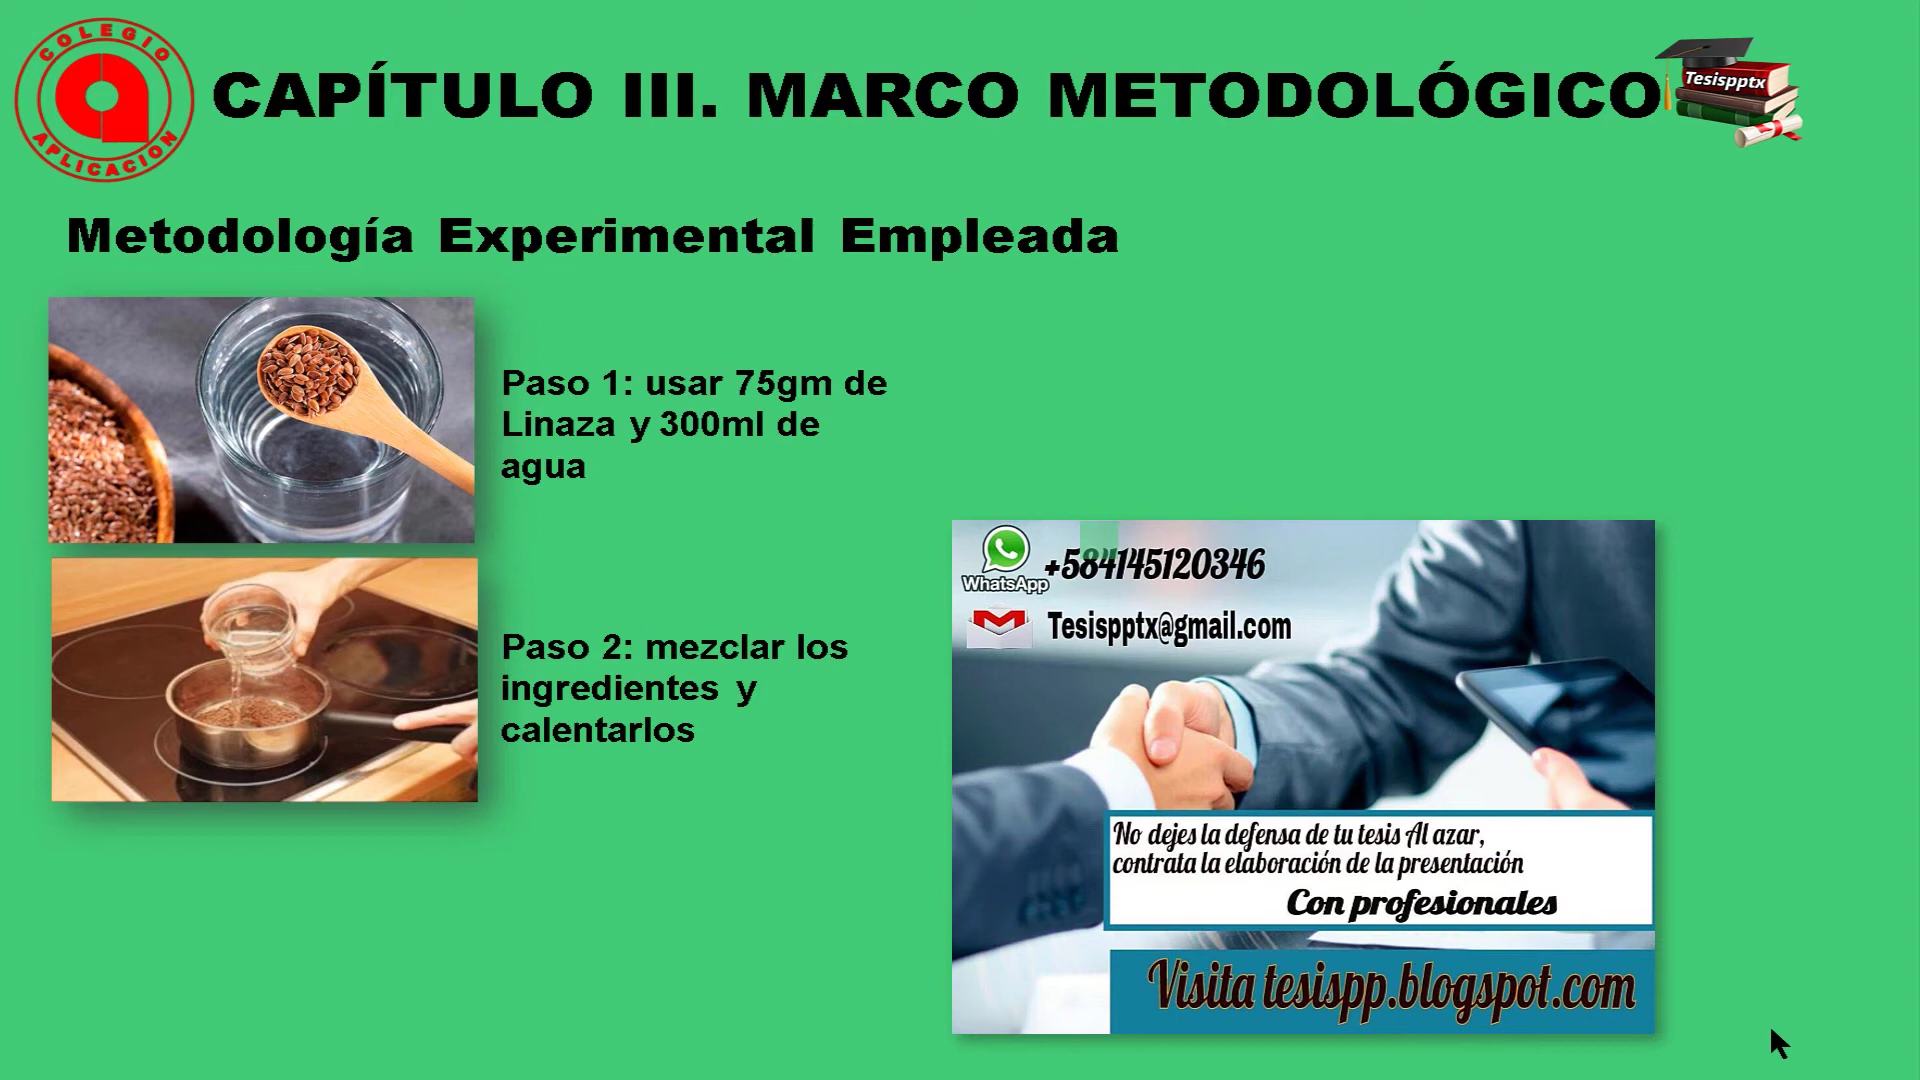 COLEGIO
APLICACION
CAPÍTULO III. MARCO METODOLÓGICO
Tesispptx
Metodología Experimental Empleada
Paso 1: usar 75gm de
Linaza y 300ml de
agua
Paso 2: mezclar los
ingredientes y
calentarlos
WhatsApp
+584145120346
Tesispptx@gmail.com
No dejes la defensa de tu tesis Al azar,
contrata la elaboración de la presentación
Con profesionales
Visita tesispp.blogspot.com